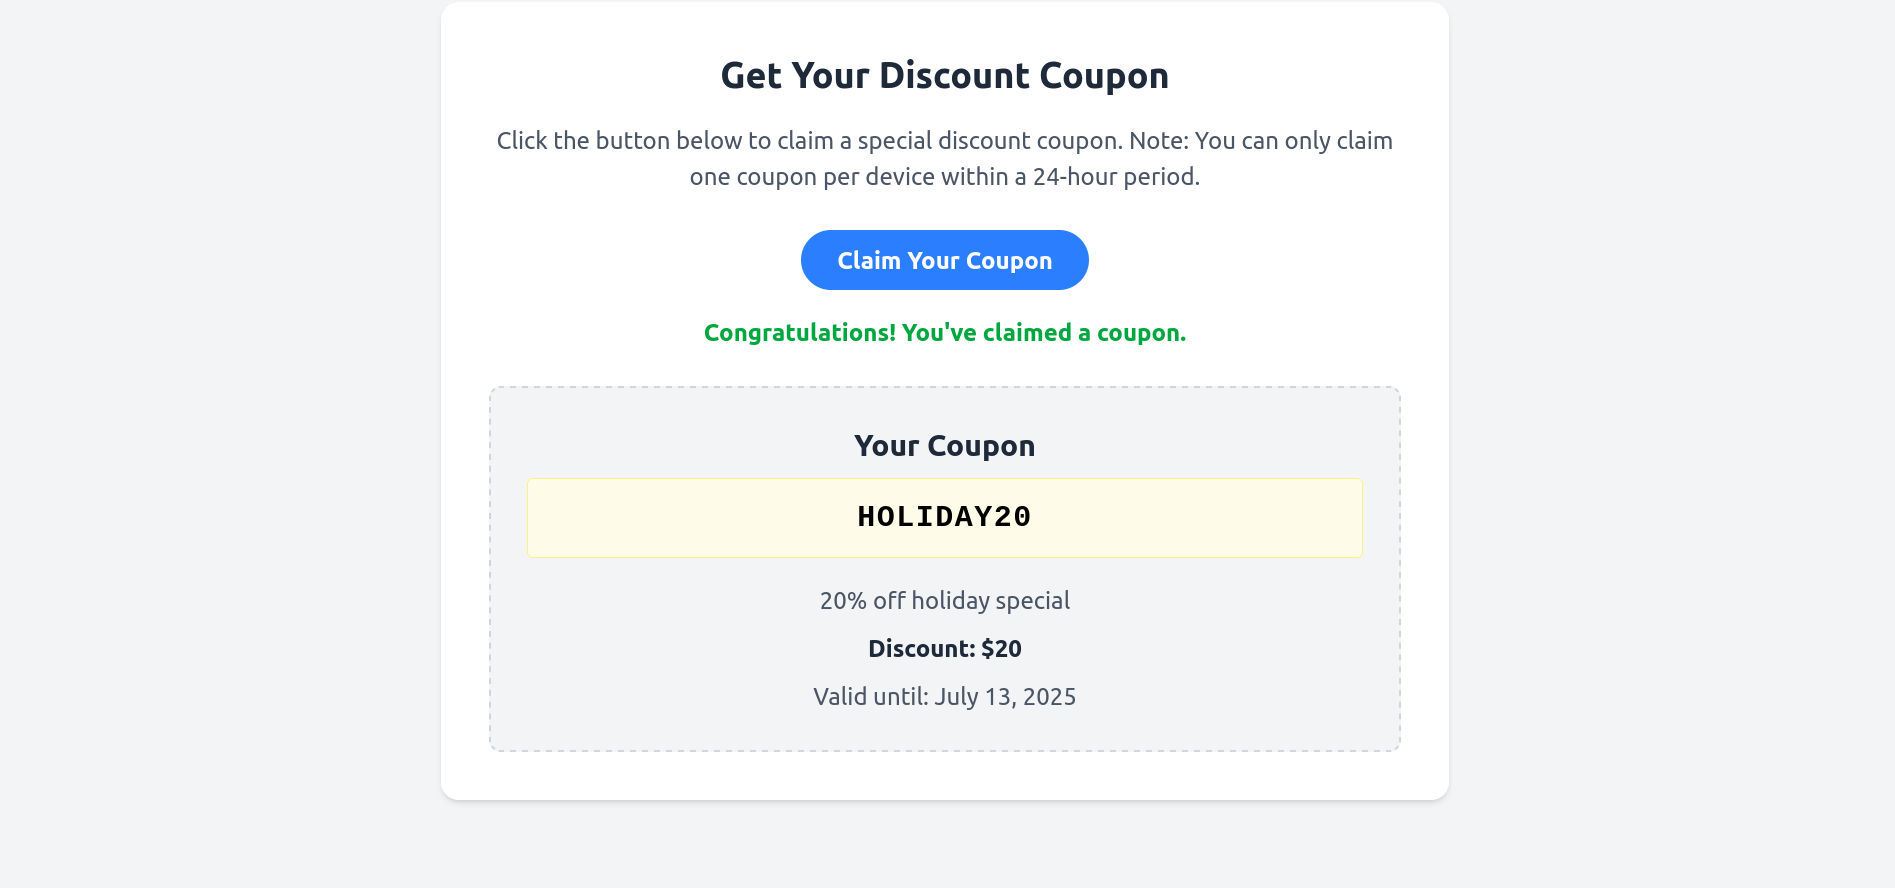 Get Your Discount Coupon
Click the button below to claim a special discount coupon. Note: You can only claim
one coupon per device within a 24-hour period.
Claim Your Coupon
Congratulations! You've claimed a coupon.
Your Coupon
HOLIDAY20
20% off holiday special
Discount: $20
Valid until: July 13, 2025